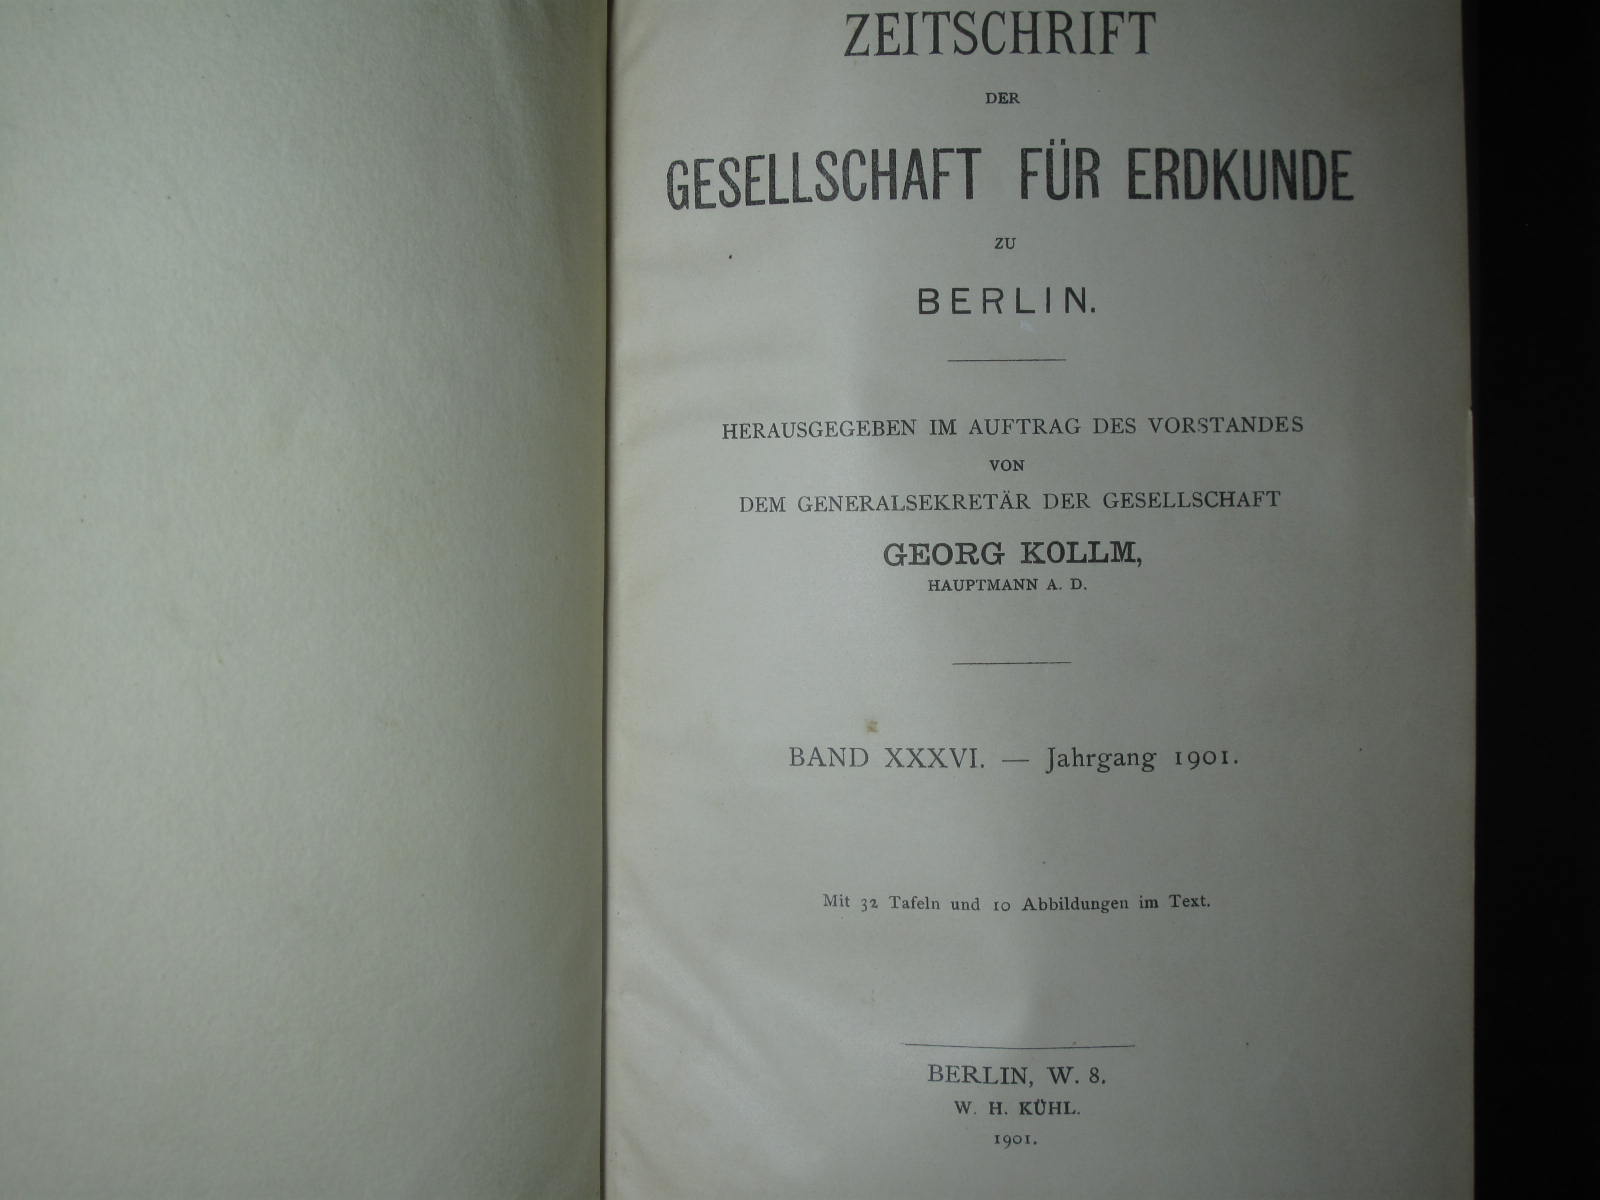 ZEITSCHRIFT
DER
GESELLSCHAFT FÜR ERDKUNDE
ZU
BERLIN.
HERAUSGEGEBEN IM AUFTRAG DES VORSTANDES
VON
DEM GENERALSEKRETÄR DER GESELLSCHAFT
GEORG KOLLM,
HAUPTMANN A. D.
BAND XXXVI. — Jahrgang 1901.
Mit 32 Tafeln und 10 Abbildungen im Text.
BERLIN, W. 8.
W. H. KÜHL.
1901.